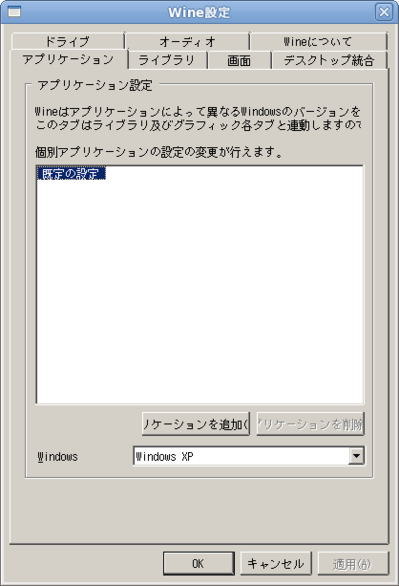 Wine設定
ドライブ
オーディオ
Wineについて
アプリケーション
ライブラリ
画面
デスクトップ統合
アプリケーション設定
Wineはアプリケーションによって異なるWindowsのバージョンを
このタブはライブラリ及びグラフィック各タブと連動しますので
個別アプリケーションの設定の変更が行えます。
既定の設定
リケーションを追加(
プリケーションを削除
Windows
Windows XP
OK
キャンセル
適用(A)